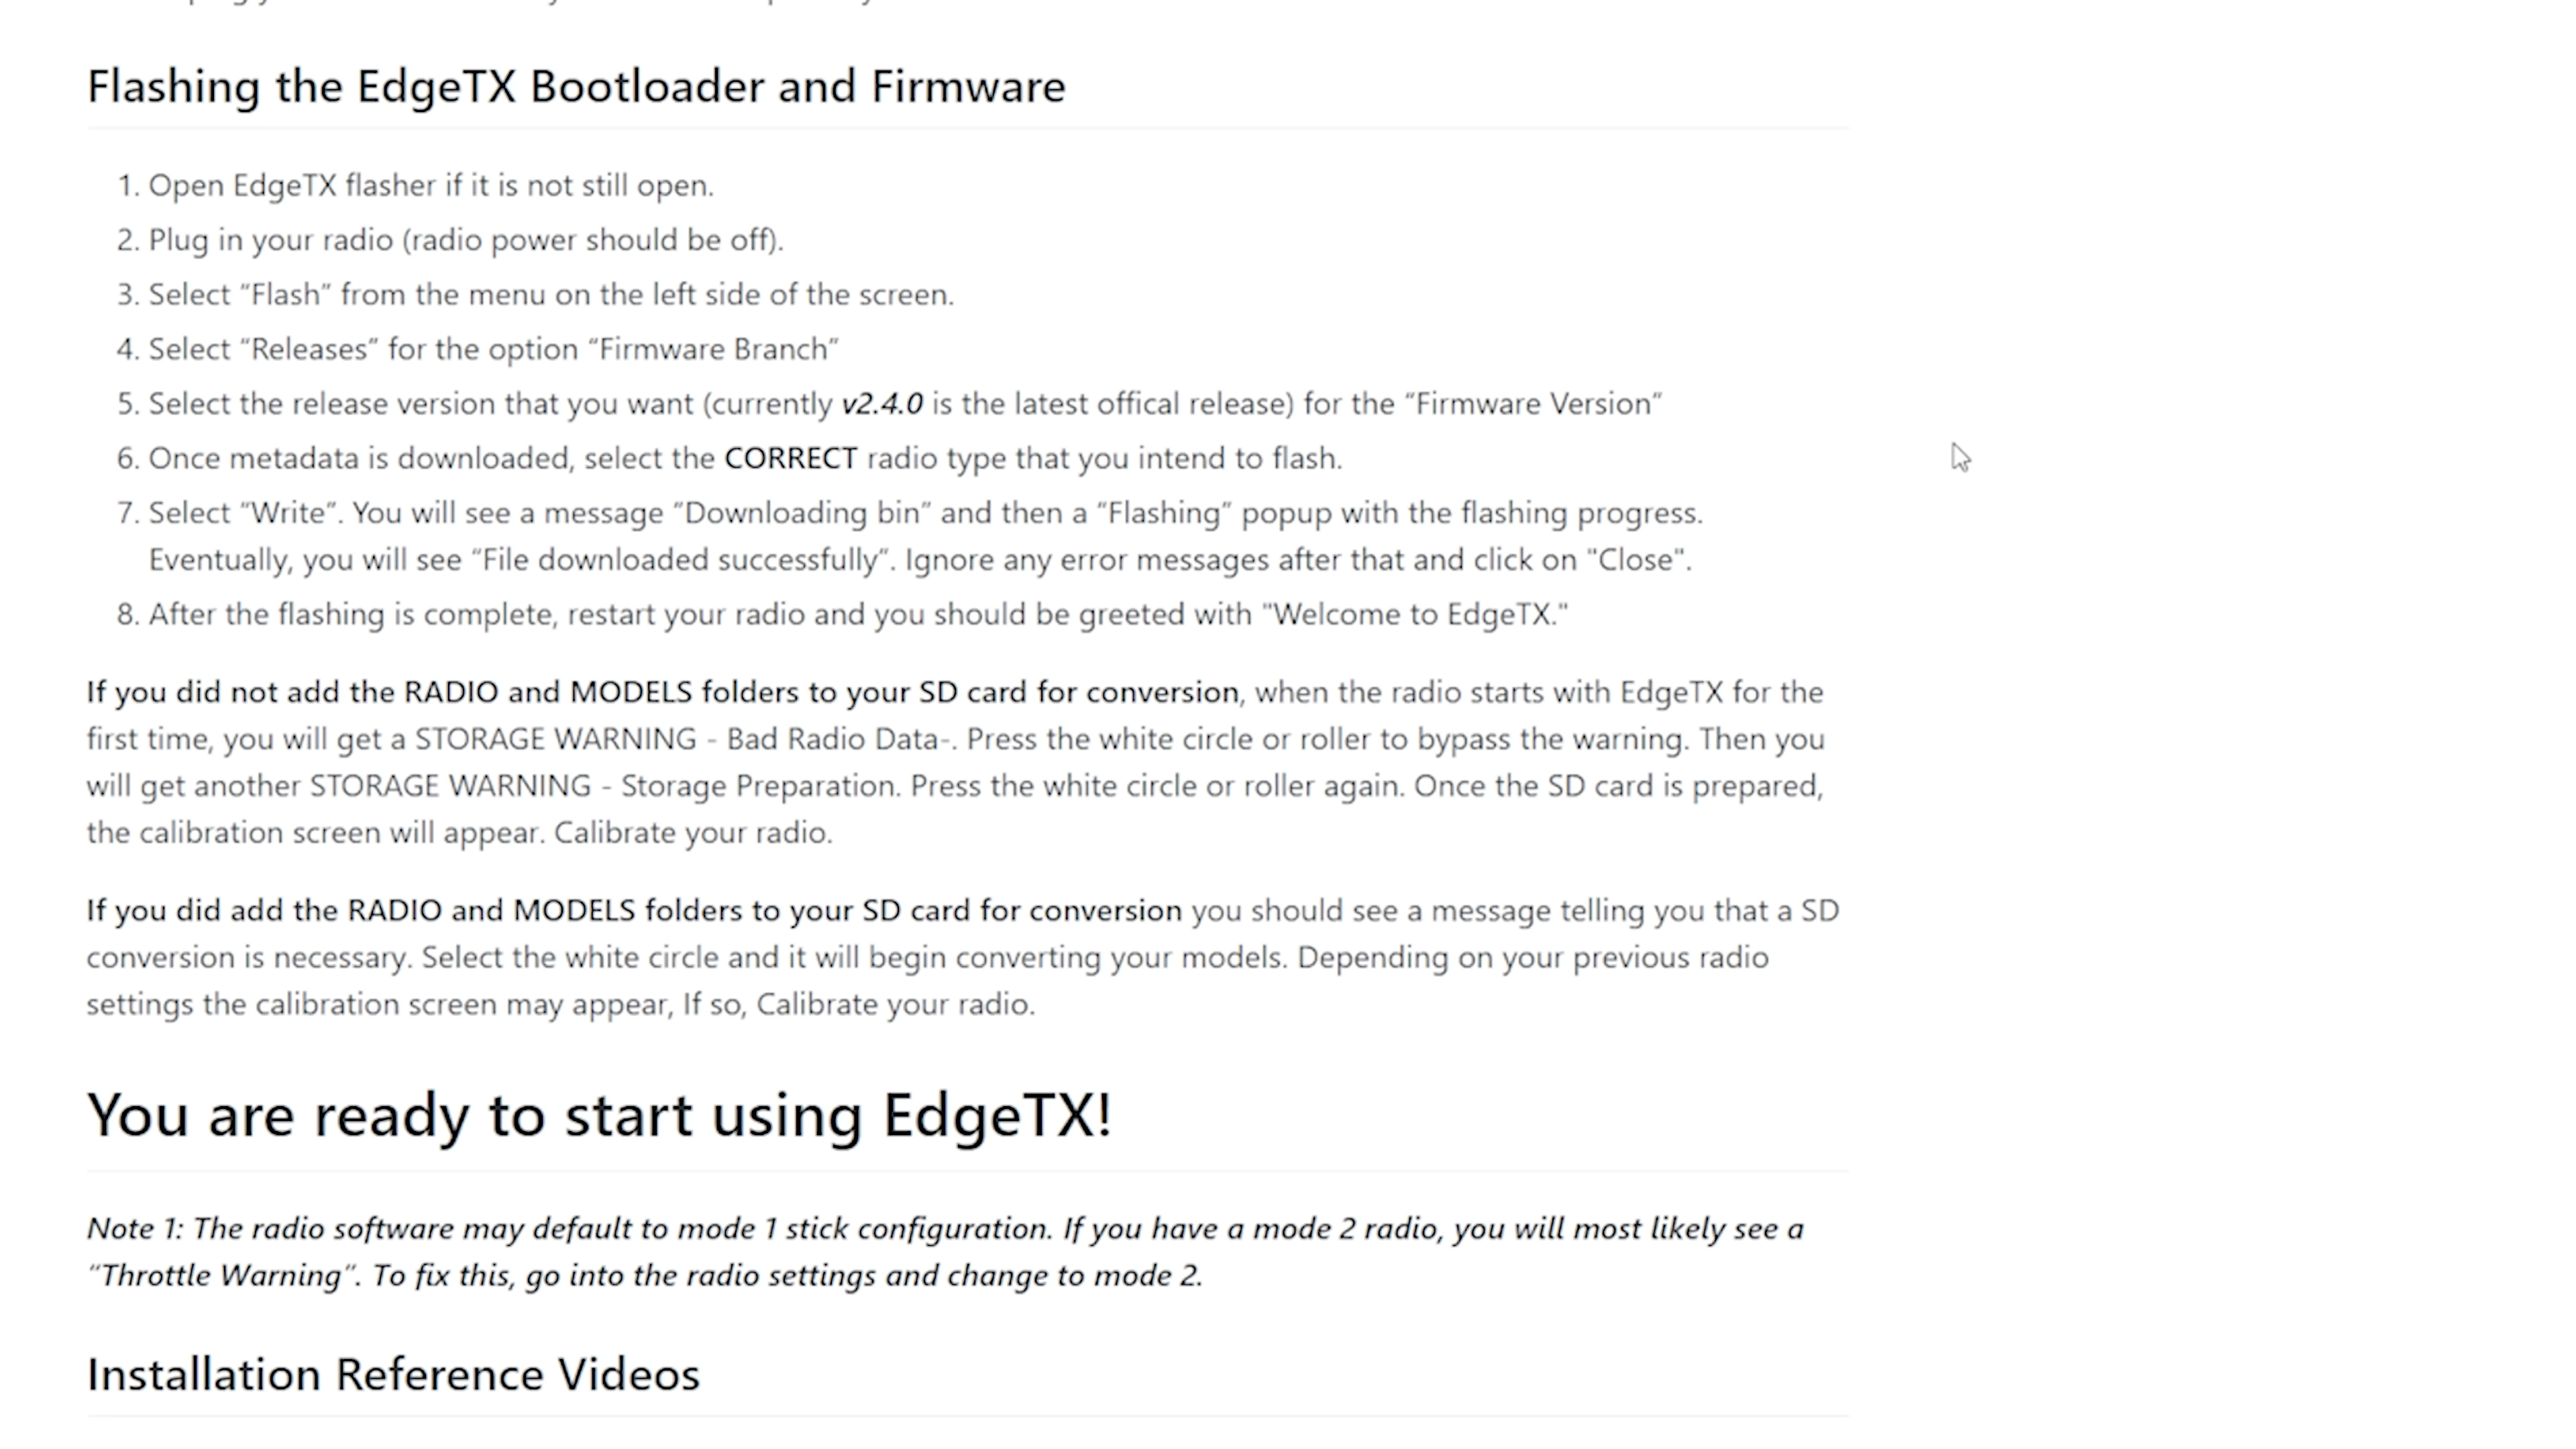 Flashing the EdgeTX Bootloader and Firmware
1. Open EdgeTX flasher if it is not still open.
2. Plug in your radio (radio power should be off).
3. Select “Flash” from the menu on the left side of the screen.
4. Select “Releases” for the option “Firmware Branch”
5. Select the release version that you want (currently v2.4.0 is the latest offical release) for the “Firmware Version”
6. Once metadata is downloaded, select the CORRECT radio type that you intend to flash.
7. Select “Write”. You will see a message “Downloading bin” and then a “Flashing” popup with the flashing progress.
Eventually, you will see “File downloaded successfully”. Ignore any error messages after that and click on "Close".
8. After the flashing is complete, restart your radio and you should be greeted with "Welcome to EdgeTX."
If you did not add the RADIO and MODELS folders to your SD card for conversion, when the radio starts with EdgeTX for the
first time, you will get a STORAGE WARNING - Bad Radio Data-. Press the white circle or roller to bypass the warning. Then you
will get another STORAGE WARNING - Storage Preparation. Press the white circle or roller again. Once the SD card is prepared,
the calibration screen will appear. Calibrate your radio.
If you did add the RADIO and MODELS folders to your SD card for conversion you should see a message telling you that a SD
conversion is necessary. Select the white circle and it will begin converting your models. Depending on your previous radio
settings the calibration screen may appear, If so, Calibrate your radio.
You are ready to start using EdgeTX!
Note 1: The radio software may default to mode 1 stick configuration. If you have a mode 2 radio, you will most likely see a
“Throttle Warning”. To fix this, go into the radio settings and change to mode 2.
Installation Reference Videos